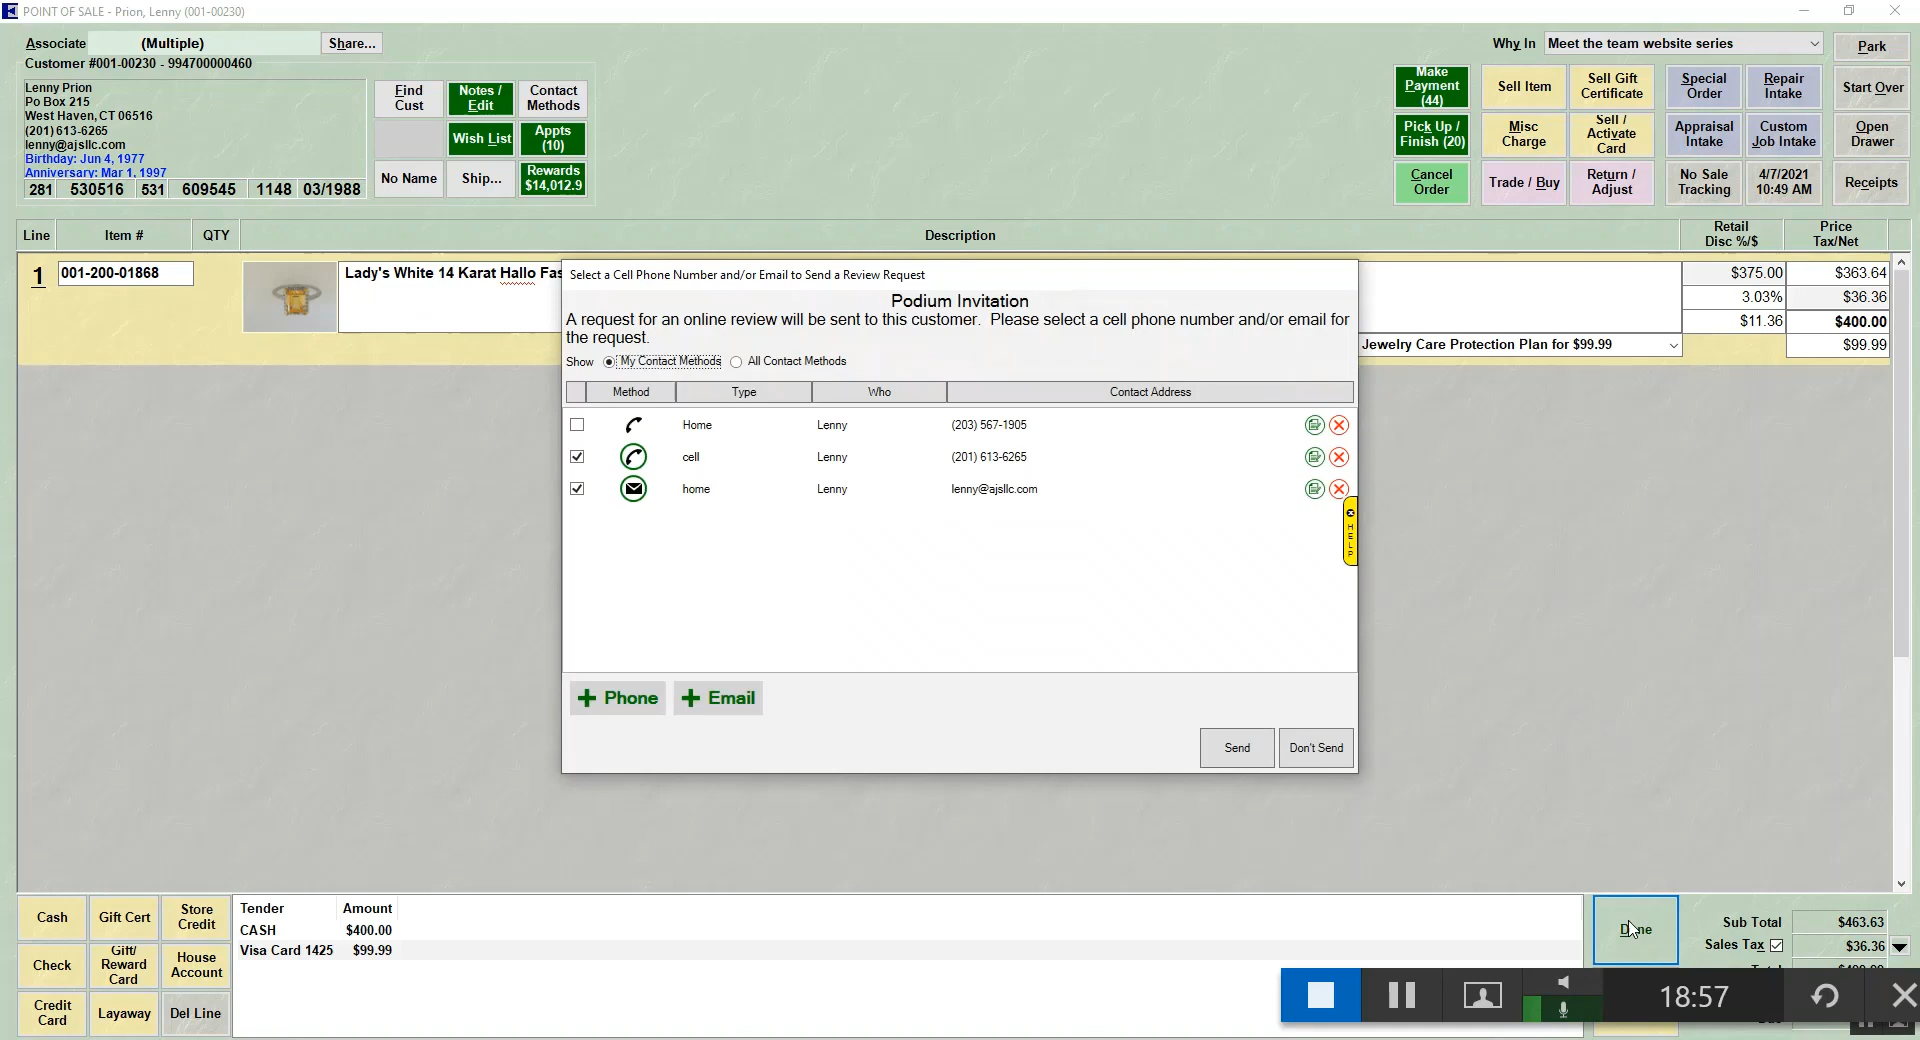 POINT OF SALE - Prion, Lenny (001-00230)
Associate (Multiple) Share...
Customer #001-00230 - 994700000460
Lenny Prion
Po Box 215
West Haven, CT 06516
(201) 613-6265
lenny@ajsllc.com
Birthday: Jun 4, 1977
Anniversary: Mar 1, 1997
281 530516 531 609545 1148 03/1988
Find Cust
Notes / Edit
Contact Methods
Wish List
Appts (10)
No Name
Ship...
Rewards $14,012.9
Why In Meet the team website series
Park
Make Payment (44)
Sell Item
Sell Gift Certificate
Special Order
Repair Intake
Start Over
Pick Up / Finish (20)
Misc Charge
Sell / Activate Card
Appraisal Intake
Custom Job Intake
Open Drawer
Cancel Order
Trade / Buy
Return / Adjust
No Sale Tracking
4/7/2021 10:49 AM
Receipts
Line Item # QTY Description Retail Disc %/$ Price Tax/Net
1 001-200-01868 Lady's White 14 Karat Hallo Fas
$375.00 $363.64
3.03% $36.36
$11.36 $400.00
Jewelry Care Protection Plan for $99.99 $99.99
Select a Cell Phone Number and/or Email to Send a Review Request
Podium Invitation
A request for an online review will be sent to this customer. Please select a cell phone number and/or email for
the request.
Show My Contact Methods All Contact Methods
Method Type Who Contact Address
Home Lenny (203) 567-1905
cell Lenny (201) 613-6265
home Lenny lenny@ajsllc.com
HELP
+ Phone + Email
Send Don't Send
Cash
Gift Cert
Store Credit
Check
Gift/ Reward Card
House Account
Credit Card
Layaway
Del Line
Tender Amount
CASH $400.00
Visa Card 1425 $99.99
Sub Total $463.63
Sales Tax $36.36
18:57